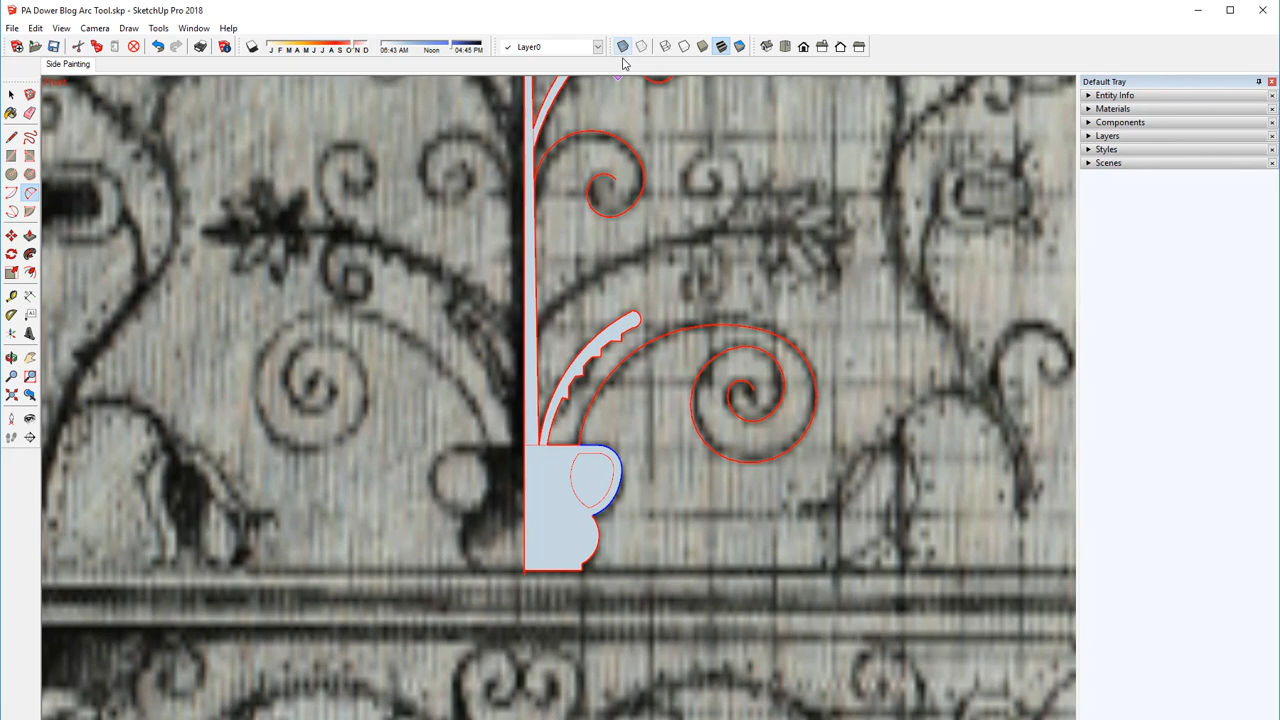 PA Dower Blog Arc Tool.skp - SketchUp Pro 2018
File Edit View Camera Draw Tools Window Help
J F M A M J J A S O N D 06:43 AM Noon 04:45 PM Layer0
Side Painting
Default Tray
Entity Info
Materials
Components
Layers
Styles
Scenes